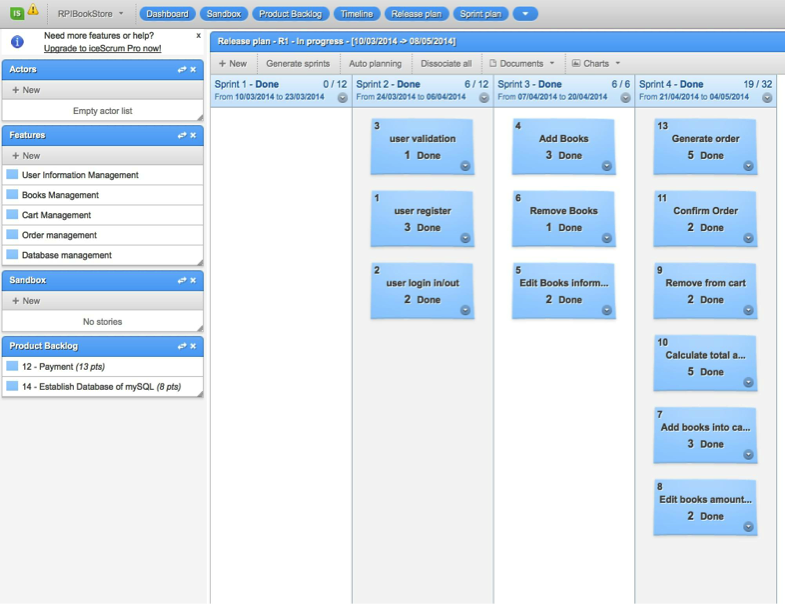 iS RPIBookStore Dashboard Sandbox Product Backlog Timeline Release plan Sprint plan
Need more features or help? x
Upgrade to iceScrum Pro now!
Actors
+ New
Empty actor list
Features
+ New
User Information Management
Books Management
Cart Management
Order management
Database management
Sandbox
+ New
No stories
Product Backlog
12 - Payment (13 pts)
14 - Establish Database of mySQL (8 pts)
Release plan - R1 - In progress - [10/03/2014 -> 08/05/2014]
+ New Generate sprints Auto planning Dissociate all Documents Charts
Sprint 1 - Done 0 / 12
From 10/03/2014 to 23/03/2014
Sprint 2 - Done 6 / 12
From 24/03/2014 to 06/04/2014
3
user validation
1 Done
1
user register
3 Done
2
user login in/out
2 Done
Sprint 3 - Done 6 / 6
From 07/04/2014 to 20/04/2014
4
Add Books
3 Done
6
Remove Books
1 Done
5
Edit Books inform...
2 Done
Sprint 4 - Done 19 / 32
From 21/04/2014 to 04/05/2014
13
Generate order
5 Done
11
Confirm Order
2 Done
9
Remove from cart
2 Done
10
Calculate total a...
5 Done
7
Add books into ca...
3 Done
8
Edit books amount...
2 Done